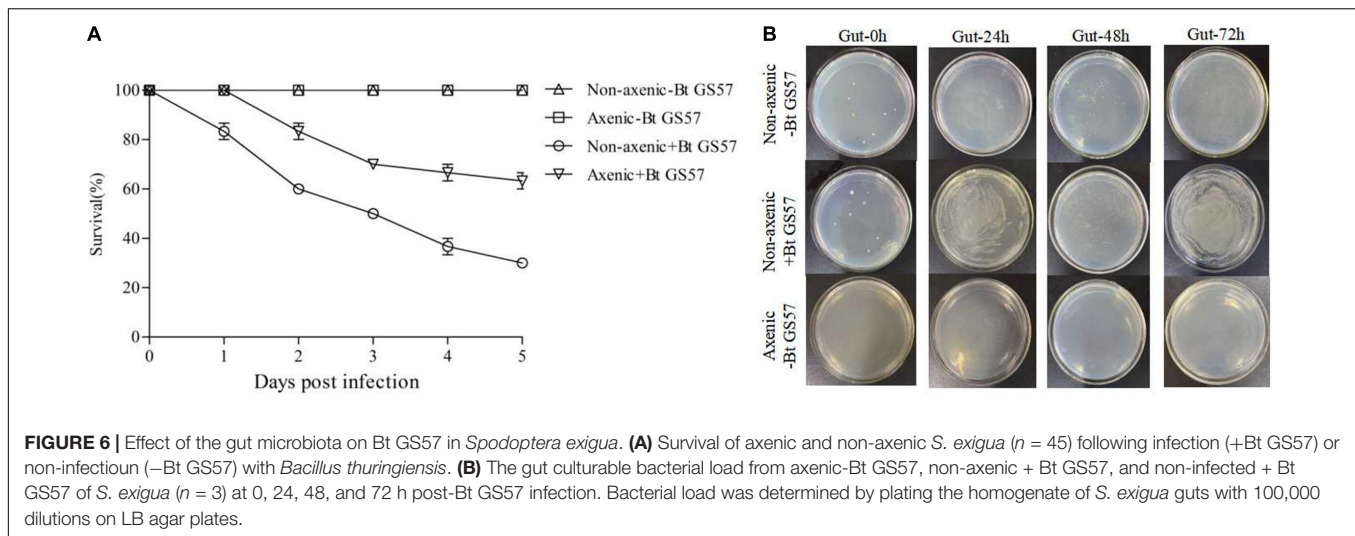 A
Survival(%)
100
80
60
40
20
0
0 1 2 3 4 5
Days post infection
Non-axenic-Bt GS57
Axenic-Bt GS57
Non-axenic+Bt GS57
Axenic+Bt GS57
B
Gut-0h Gut-24h Gut-48h Gut-72h
Non-axenic
-Bt GS57
Non-axenic
+Bt GS57
Axenic
-Bt GS57
FIGURE 6 | Effect of the gut microbiota on Bt GS57 in Spodoptera exigua. (A) Survival of axenic and non-axenic S. exigua (n = 45) following infection (+Bt GS57) or
non-infectioun (−Bt GS57) with Bacillus thuringiensis. (B) The gut culturable bacterial load from axenic-Bt GS57, non-axenic + Bt GS57, and non-infected + Bt
GS57 of S. exigua (n = 3) at 0, 24, 48, and 72 h post-Bt GS57 infection. Bacterial load was determined by plating the homogenate of S. exigua guts with 100,000
dilutions on LB agar plates.